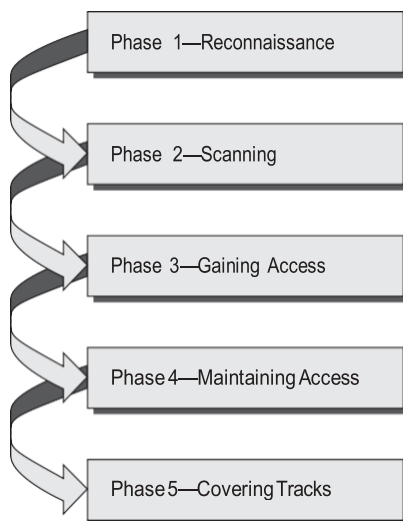 Phase 1—Reconnaissance
Phase 2—Scanning
Phase 3—Gaining Access
Phase 4—Maintaining Access
Phase 5—Covering Tracks